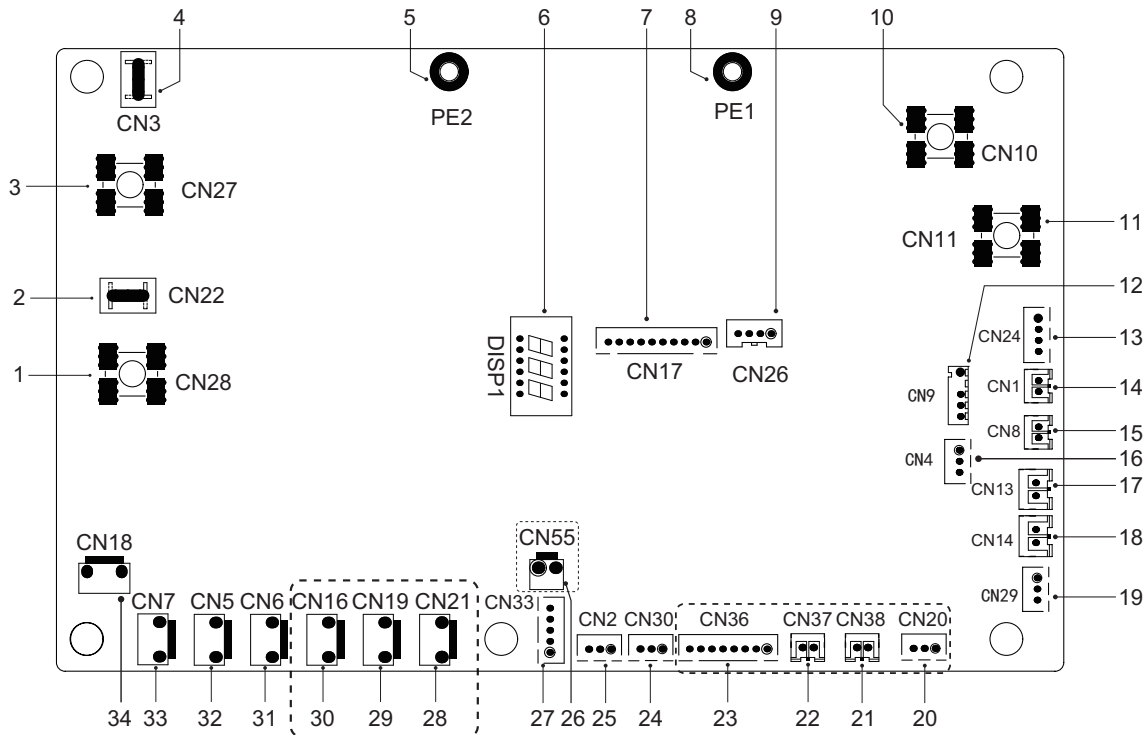 4 5 6 7 8 9
10
CN3
PE2 PE1
CN10
3 CN27
CN11 11
12
2 CN22
DISP1
CN17 CN26
CN24 13
1 CN28
CN9 CN1 14
CN8 15
CN4 16
CN13 17
CN14 18
CN18 CN55
CN29 19
CN7 CN5 CN6 CN16 CN19 CN21 CN33 CN2 CN30 CN36 CN37 CN38 CN20
34 33 32 31 30 29 28 27 26 25 24 23 22 21 20